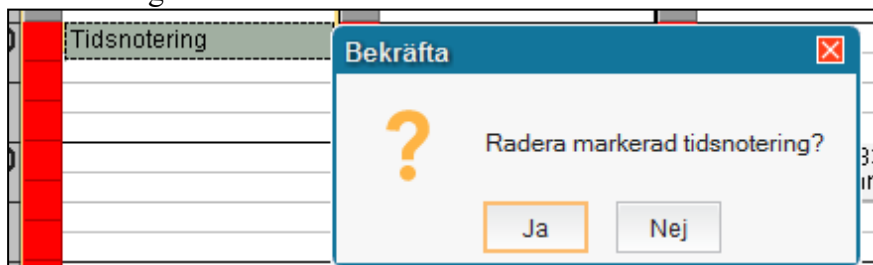 Tidsnotering
Bekräfta
Radera markerad tidsnotering?
Ja
Nej